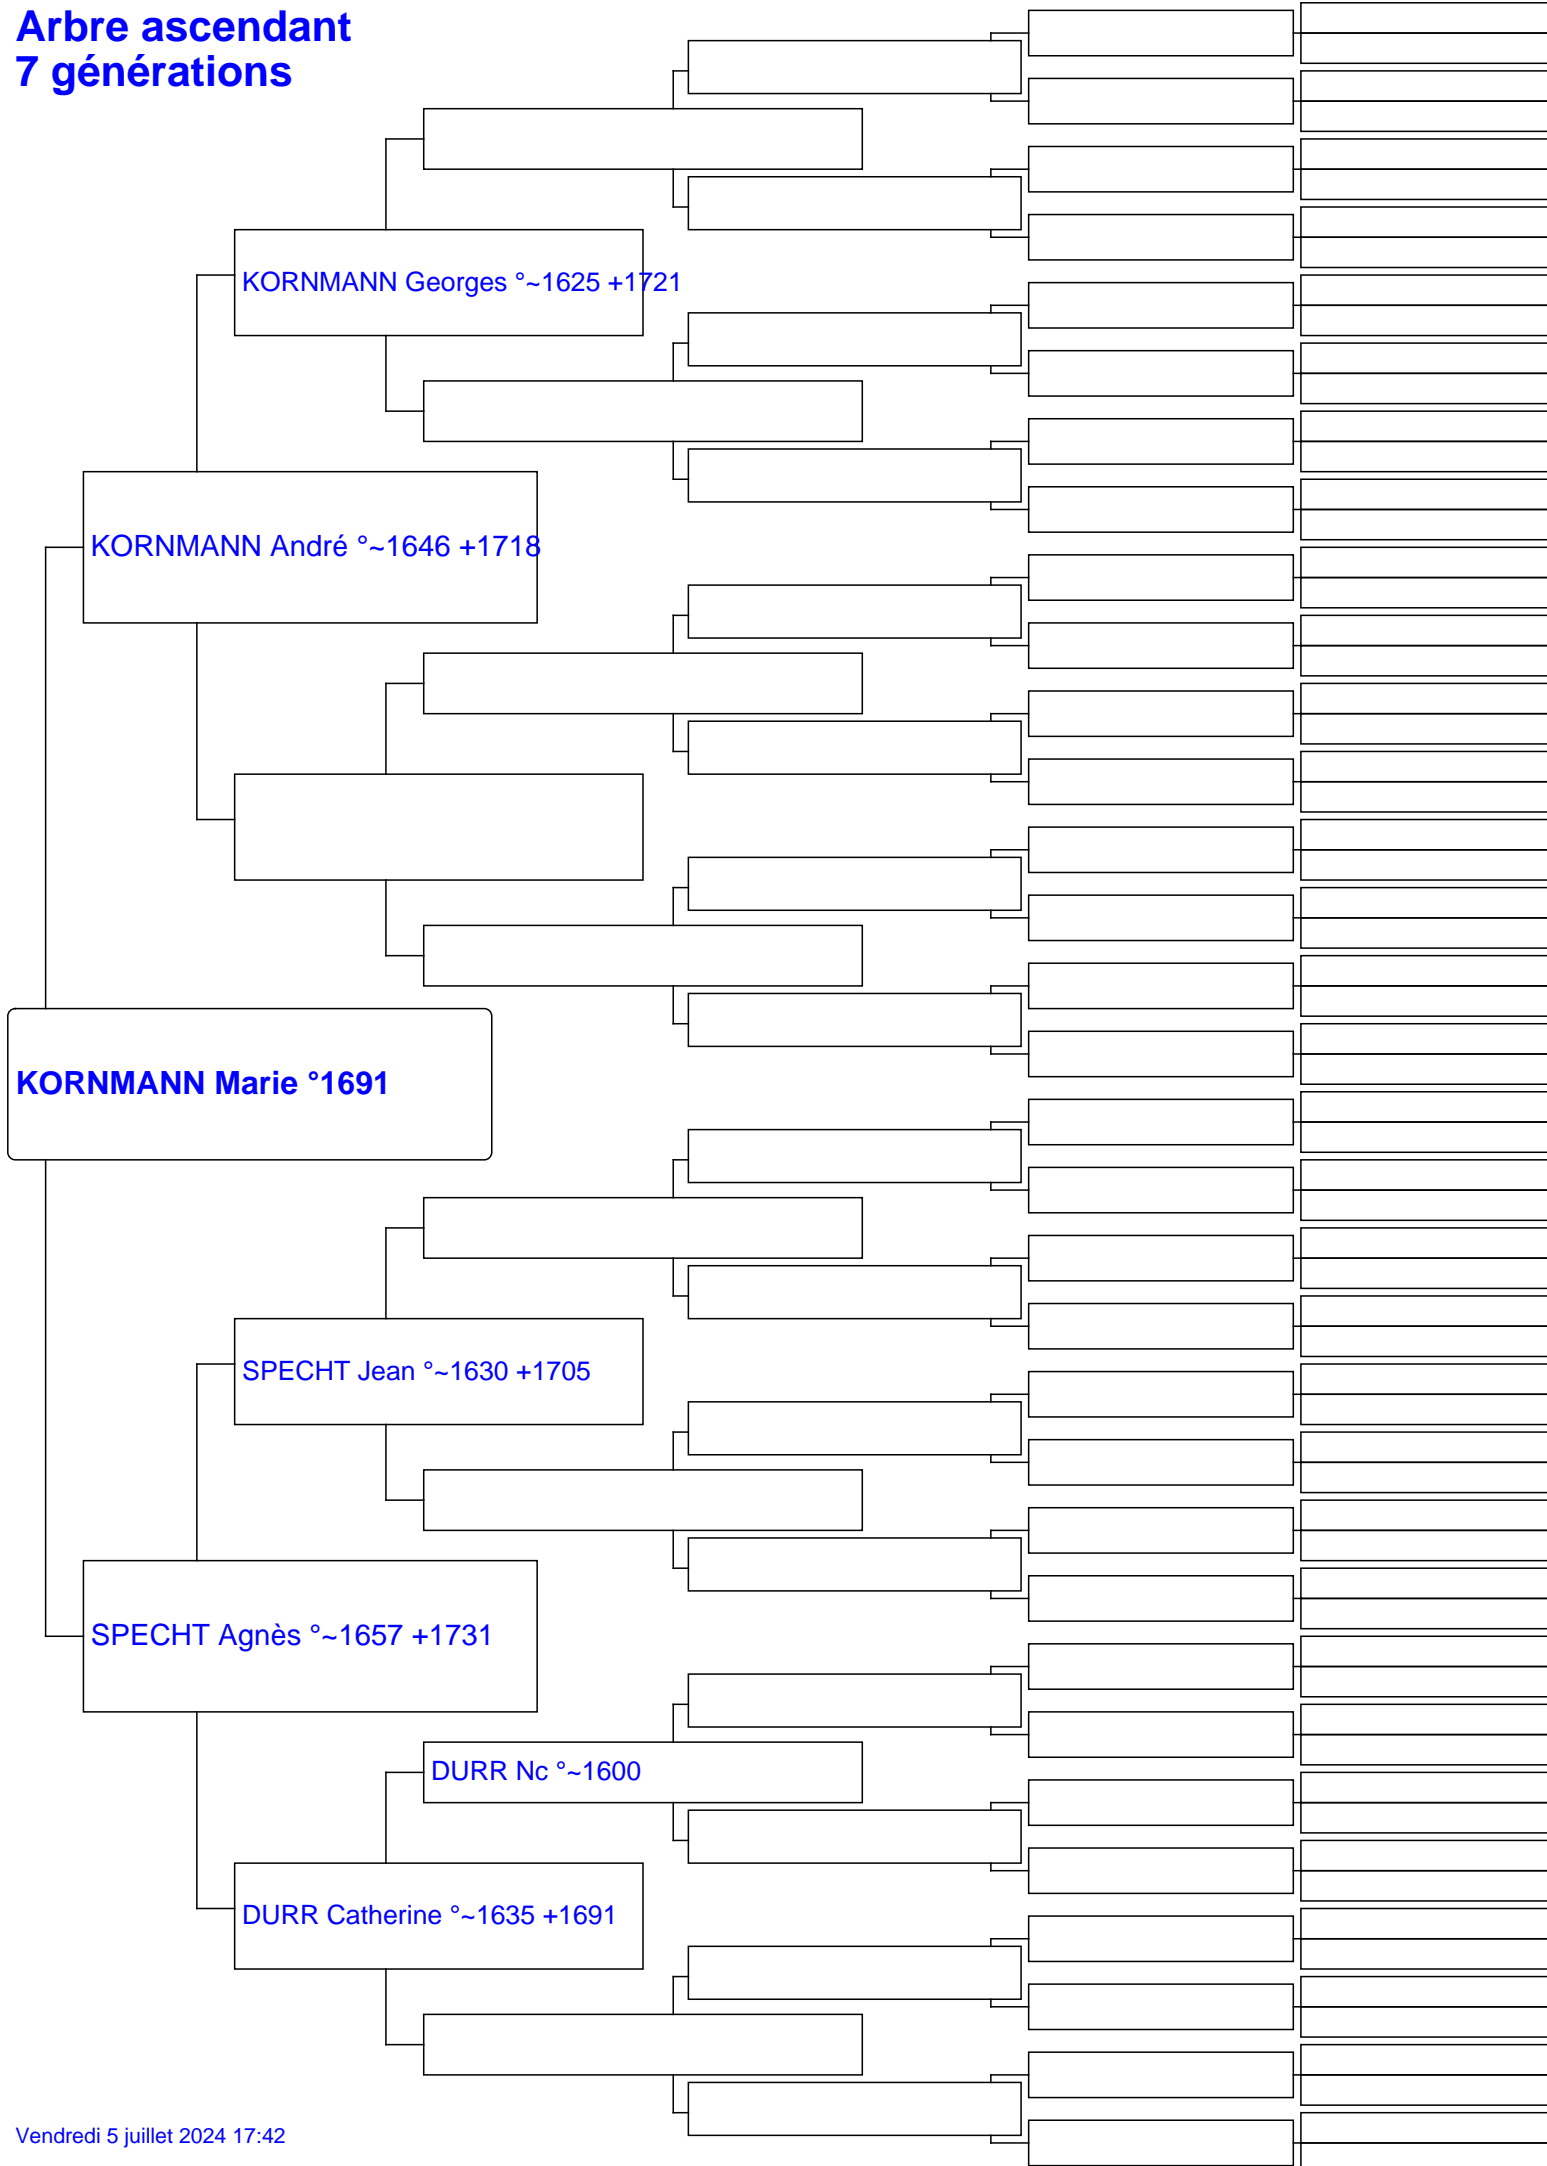 Arbre ascendant
7 générations
KORNMANN Georges °~1625 +1721
KORNMANN André °~1646 +1718
KORNMANN Marie °1691
SPECHT Jean °~1630 +1705
SPECHT Agnès °~1657 +1731
DURR Nc °~1600
DURR Catherine °~1635 +1691
Vendredi 5 juillet 2024 17:42